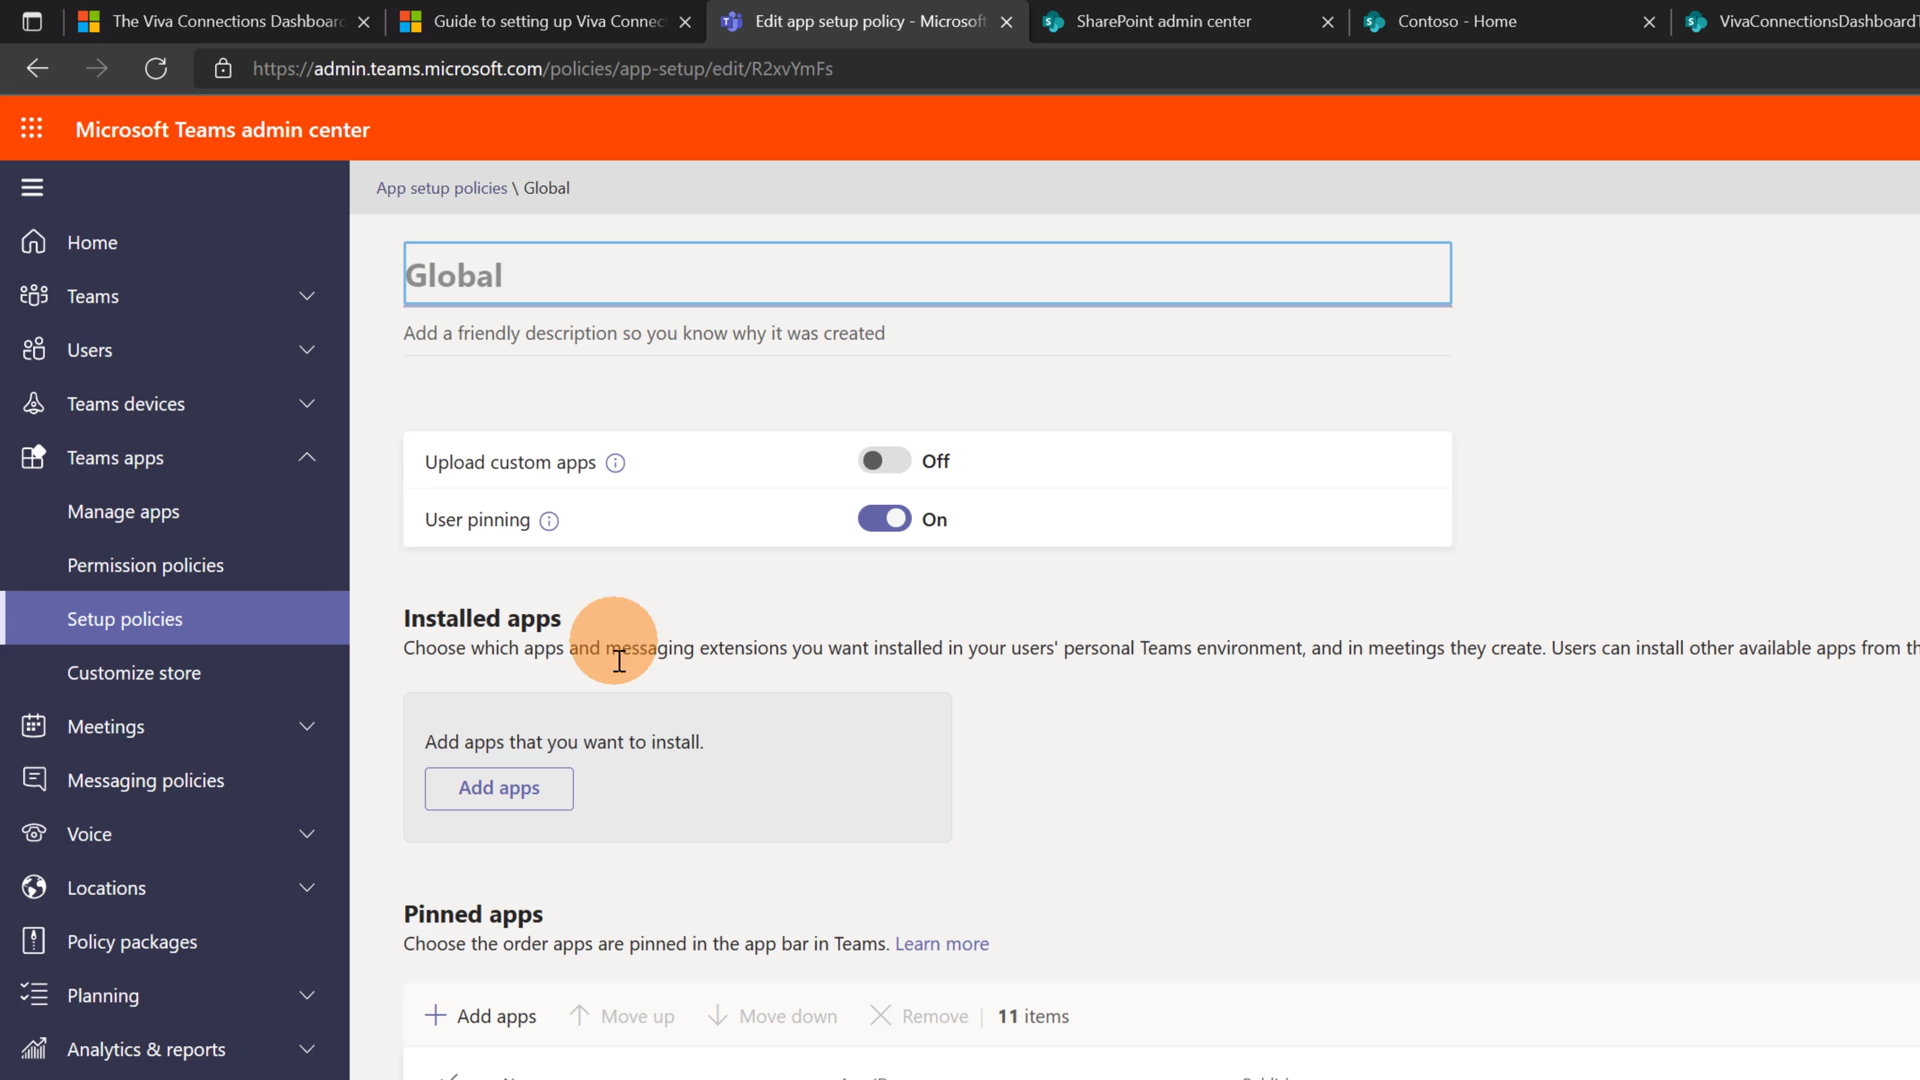 The Viva Connections Dashboard
Guide to setting up Viva Connect
Edit app setup policy - Microsoft
SharePoint admin center
Contoso - Home
VivaConnectionsDashboard
https://admin.teams.microsoft.com/policies/app-setup/edit/R2xvYmFs
Microsoft Teams admin center
App setup policies \ Global
Home
Teams
Users
Teams devices
Teams apps
Manage apps
Permission policies
Setup policies
Customize store
Meetings
Messaging policies
Voice
Locations
Policy packages
Planning
Analytics & reports
Global
Add a friendly description so you know why it was created
Upload custom apps Off
User pinning On
Installed apps
Choose which apps and messaging extensions you want installed in your users' personal Teams environment, and in meetings they create. Users can install other available apps from th
Add apps that you want to install.
Add apps
Pinned apps
Choose the order apps are pinned in the app bar in Teams. Learn more
Add apps Move up Move down Remove | 11 items